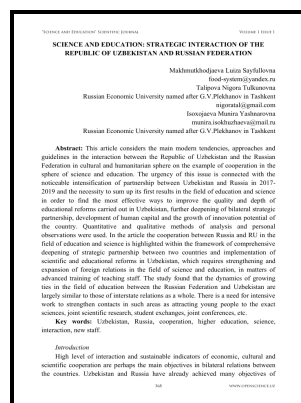 "SCIENCE AND EDUCATION" SCIENTIFIC JOURNAL VOLUME 1 ISSUE 1
SCIENCE AND EDUCATION: STRATEGIC INTERACTION OF THE
REPUBLIC OF UZBEKISTAN AND RUSSIAN FEDERATION
Makhmutkhodjaeva Luiza Sayfullovna
food-system@yandex.ru
Talipova Nigora Tulkunovna
Russian Economic University named after G.V.Plekhanov in Tashkent
nigoratal@gmail.com
Isoxojaeva Munira Yashnarovna
munira.isokhuzhaeva@mail.ru
Russian Economic University named after G.V.Plekhanov in Tashkent
Abstract: This article considers the main modern tendencies, approaches and
guidelines in the interaction between the Republic of Uzbekistan and the Russian
Federation in cultural and humanitarian sphere on the example of cooperation in the
sphere of science and education. The urgency of this issue is connected with the
noticeable intensification of partnership between Uzbekistan and Russia in 2017-
2019 and the necessity to sum up its first results in the field of education and science
in order to find the most effective ways to improve the quality and depth of
educational reforms carried out in Uzbekistan, further deepening of bilateral strategic
partnership, development of human capital and the growth of innovation potential of
the country. Quantitative and qualitative methods of analysis and personal
observations were used. In the article the cooperation between Russia and RU in the
field of education and science is highlighted within the framework of comprehensive
deepening of strategic partnership between two countries and implementation of
scientific and educational reforms in Uzbekistan, which requires strengthening and
expansion of foreign relations in the field of science and education, in matters of
advanced training of teaching staff. The study found that the dynamics of growing
ties in the field of education between the Russian Federation and Uzbekistan are
largely similar to those of interstate relations as a whole. There is a need for intensive
work to strengthen contacts in such areas as attracting young people to the exact
sciences, joint scientific research, student exchanges, joint conferences, etc.
Key words: Uzbekistan, Russia, cooperation, higher education, science,
interaction, new staff.
Introduction
High level of interaction and sustainable indicators of economic, cultural and
scientific cooperation are perhaps the main objectives in bilateral relations between
the countries. Uzbekistan and Russia have already achieved many objectives of
WWW.OPENSCIENCE.UZ